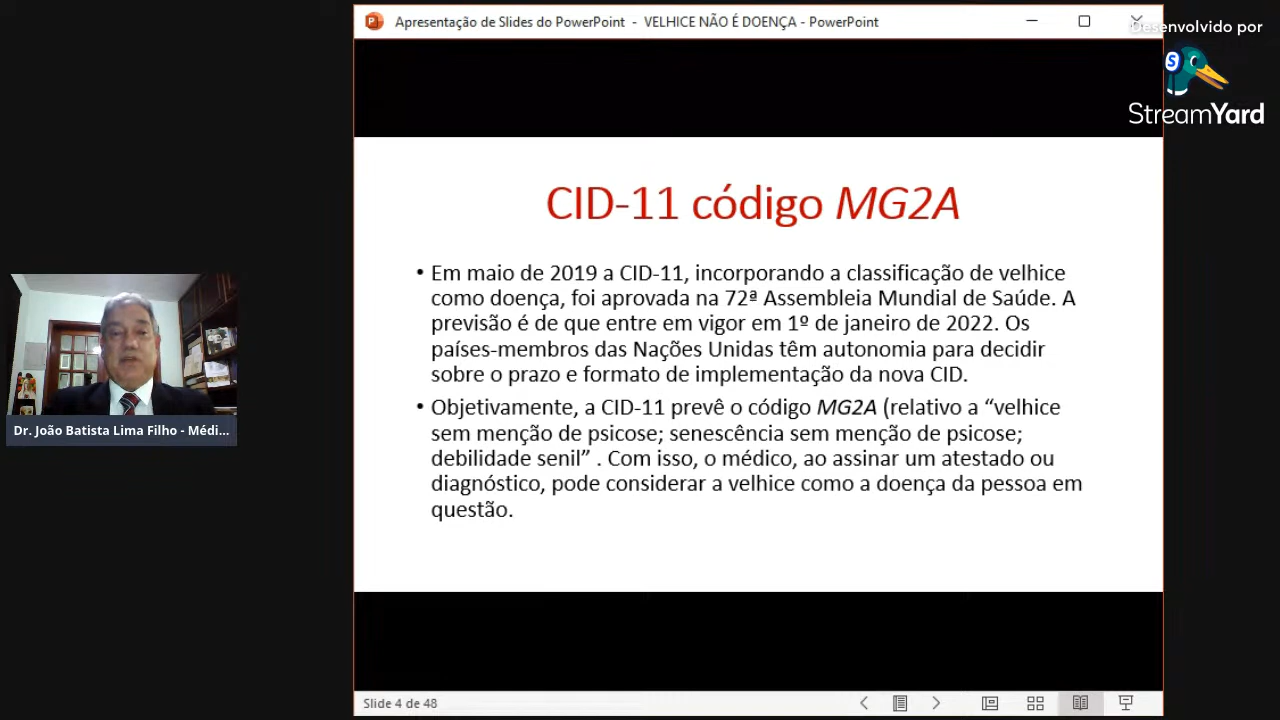 Apresentação de Slides do PowerPoint - VELHICE NÃO É DOENÇA - PowerPoint
Desenvolvido por
StreamYard
CID-11 código MG2A
• Em maio de 2019 a CID-11, incorporando a classificação de velhice
como doença, foi aprovada na 72ª Assembleia Mundial de Saúde. A
previsão é de que entre em vigor em 1º de janeiro de 2022. Os
países-membros das Nações Unidas têm autonomia para decidir
sobre o prazo e formato de implementação da nova CID.
• Objetivamente, a CID-11 prevê o código MG2A (relativo a “velhice
sem menção de psicose; senescência sem menção de psicose;
debilidade senil” . Com isso, o médico, ao assinar um atestado ou
diagnóstico, pode considerar a velhice como a doença da pessoa em
questão.
Dr. João Batista Lima Filho - Médi...
Slide 4 de 48